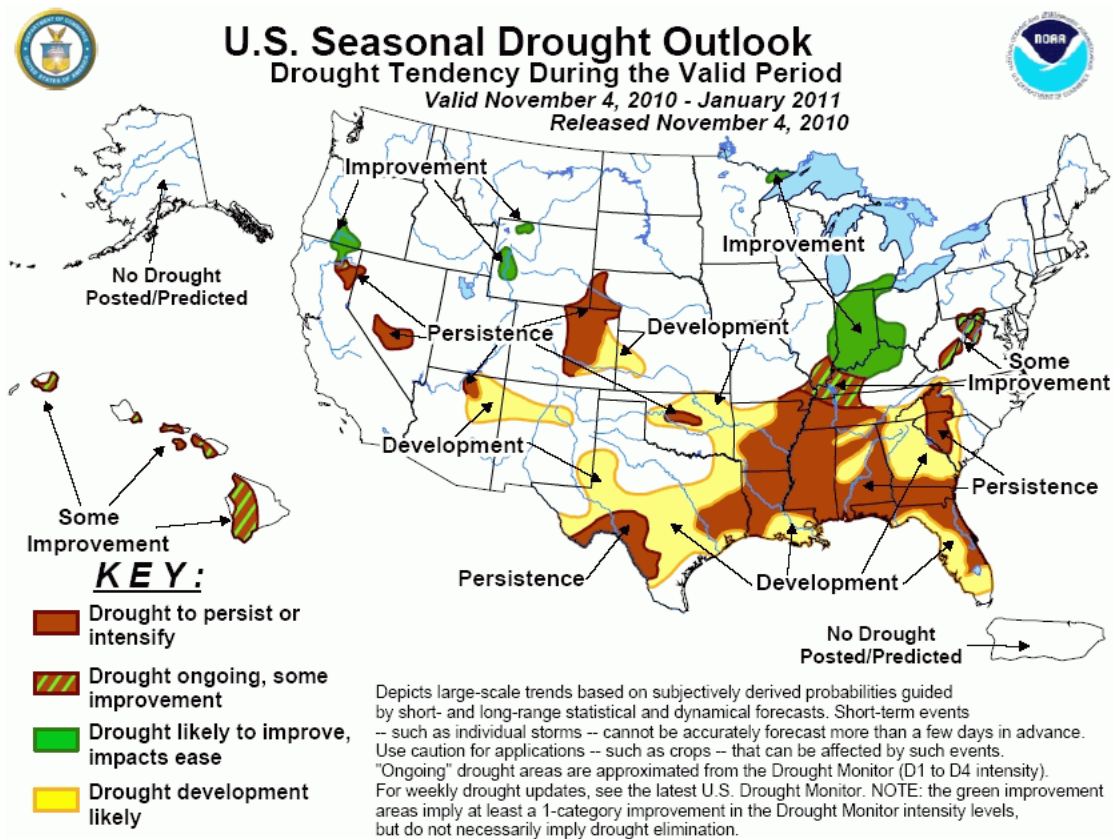 U.S. Seasonal Drought Outlook
Drought Tendency During the Valid Period
Valid November 4, 2010 - January 2011
Released November 4, 2010
DEPARTMENT OF COMMERCE
UNITED STATES OF AMERICA
NOAA
Improvement
No Drought
Posted/Predicted
Improvement
Persistence
Development
Some
Improvement
Development
Persistence
Some
Improvement
Persistence
Development
No Drought
Posted/Predicted
KEY:
Drought to persist or
intensify
Drought ongoing, some
improvement
Drought likely to improve,
impacts ease
Drought development
likely
Depicts large-scale trends based on subjectively derived probabilities guided
by short- and long-range statistical and dynamical forecasts. Short-term events
-- such as individual storms -- cannot be accurately forecast more than a few days in advance.
Use caution for applications -- such as crops -- that can be affected by such events.
"Ongoing" drought areas are approximated from the Drought Monitor (D1 to D4 intensity).
For weekly drought updates, see the latest U.S. Drought Monitor. NOTE: the green improvement
areas imply at least a 1-category improvement in the Drought Monitor intensity levels,
but do not necessarily imply drought elimination.